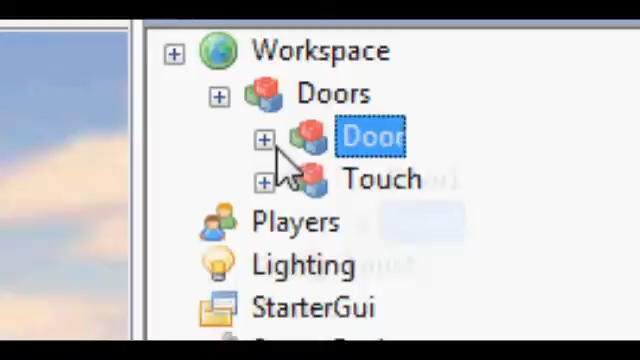 Workspace
Doors
Door
Touch
Players
Lighting
StarterGui